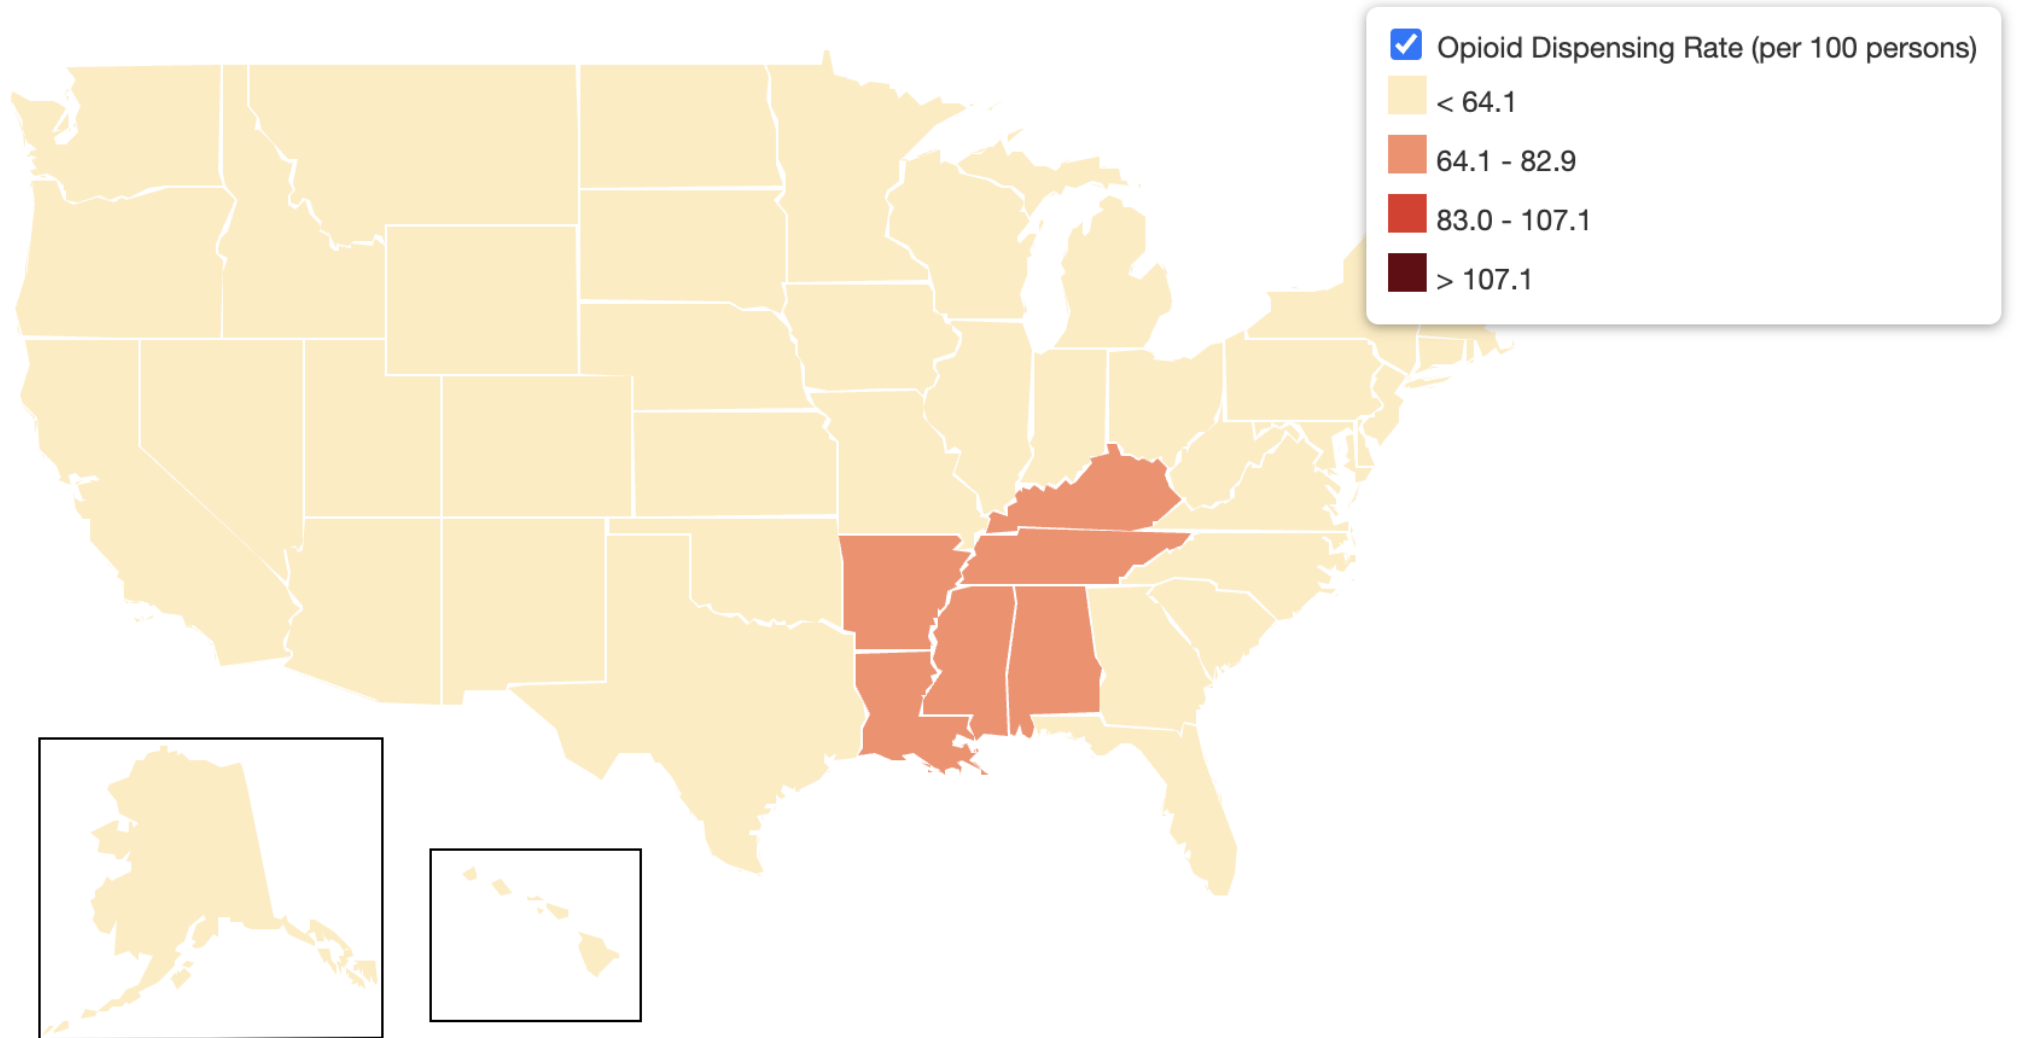 Opioid Dispensing Rate (per 100 persons)
< 64.1
64.1 - 82.9
83.0 - 107.1
> 107.1